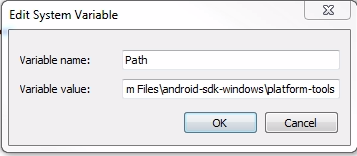 Edit System Variable
Variable name: Path
Variable value: m Files\android-sdk-windows\platform-tools
OK Cancel